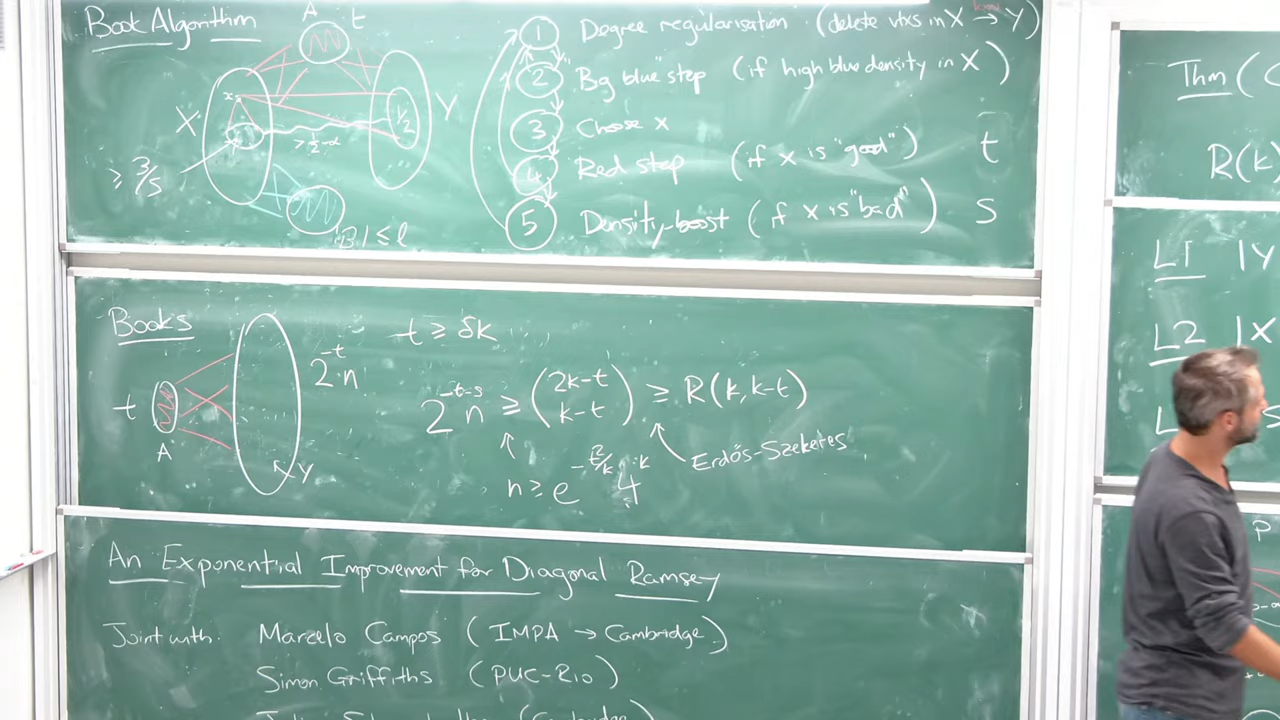 Book Algorithm
A t
X x Y 1/2
> 1/2-α
≥ 3/5
|B| ≤ l
1 Degree regularisation (delete vtxs in X → Y)
2 "Big blue" step (if high blue density in X)
3 Choose x
4 Red step (if x is "good") t
5 Density-boost (if x is "bad") s
Books
t ≥ δk
t A Y 2^{-t}·n
2^{-t-s} n ≥ (2k-t choose k-t) ≥ R(k, k-t)
Erdős-Szekeres
An Exponential Improvement for Diagonal Ramsey
Joint with: Marcelo Campos (IMPA → Cambridge)
Simon Griffiths (PUC-Rio)
Thm (
R(k
L1 |Y
L2 |X
L